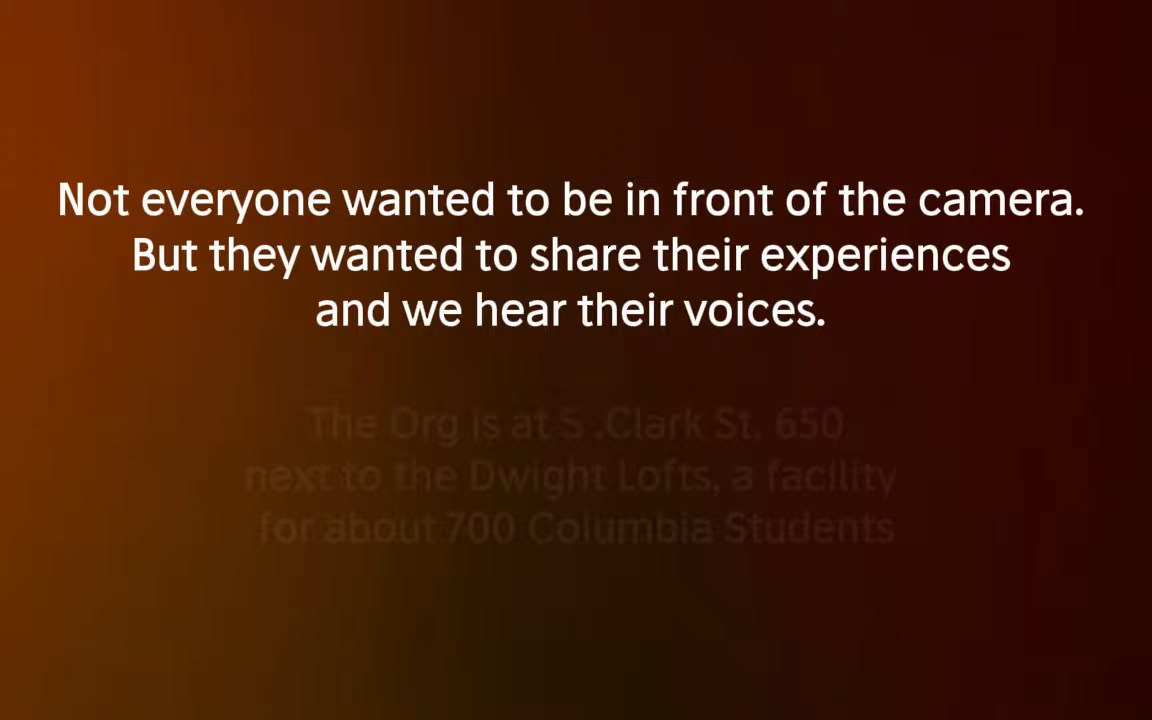 Not everyone wanted to be in front of the camera.
But they wanted to share their experiences
and we hear their voices.
The Org is at S .Clark St, 650
next to the Dwight Lofts, a facility
for about 700 Columbia Students